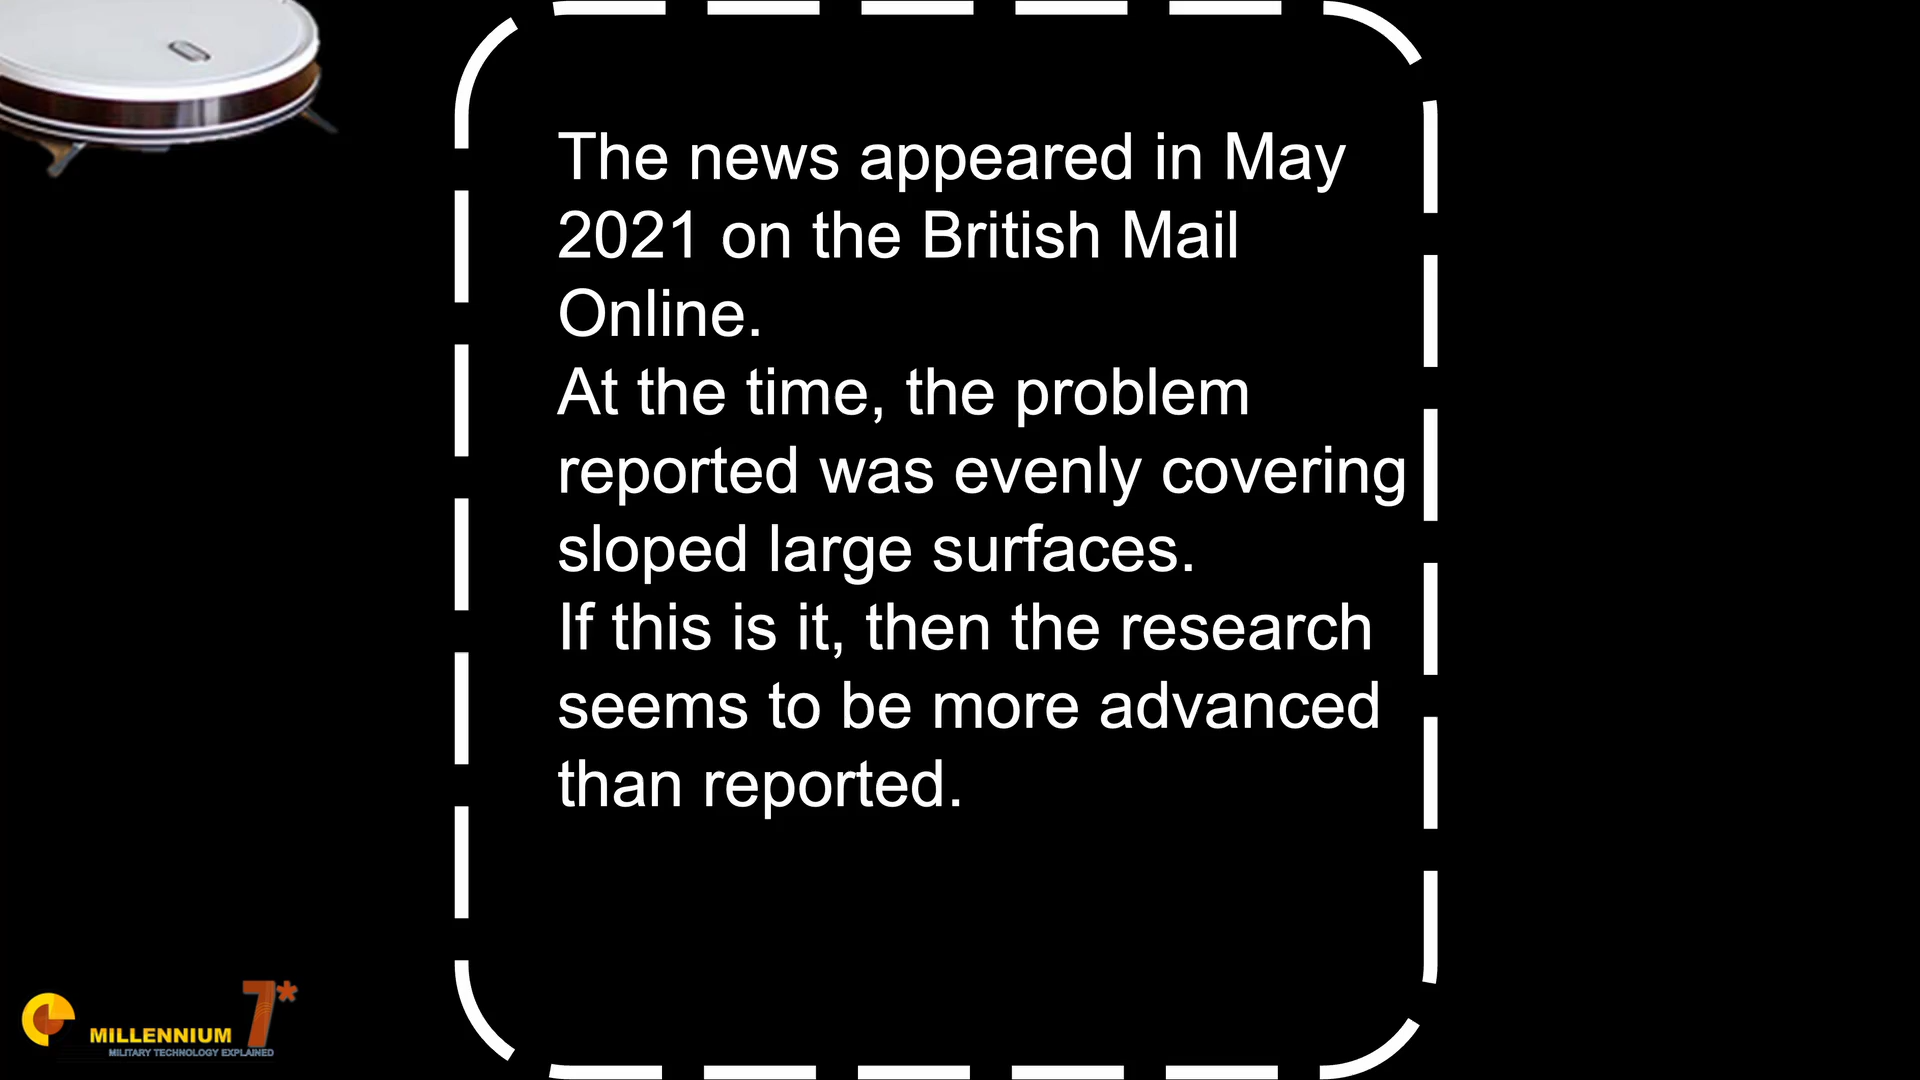 The news appeared in May
2021 on the British Mail
Online.
At the time, the problem
reported was evenly covering
sloped large surfaces.
If this is it, then the research
seems to be more advanced
than reported.
MILLENNIUM 7*
MILITARY TECHNOLOGY EXPLAINED